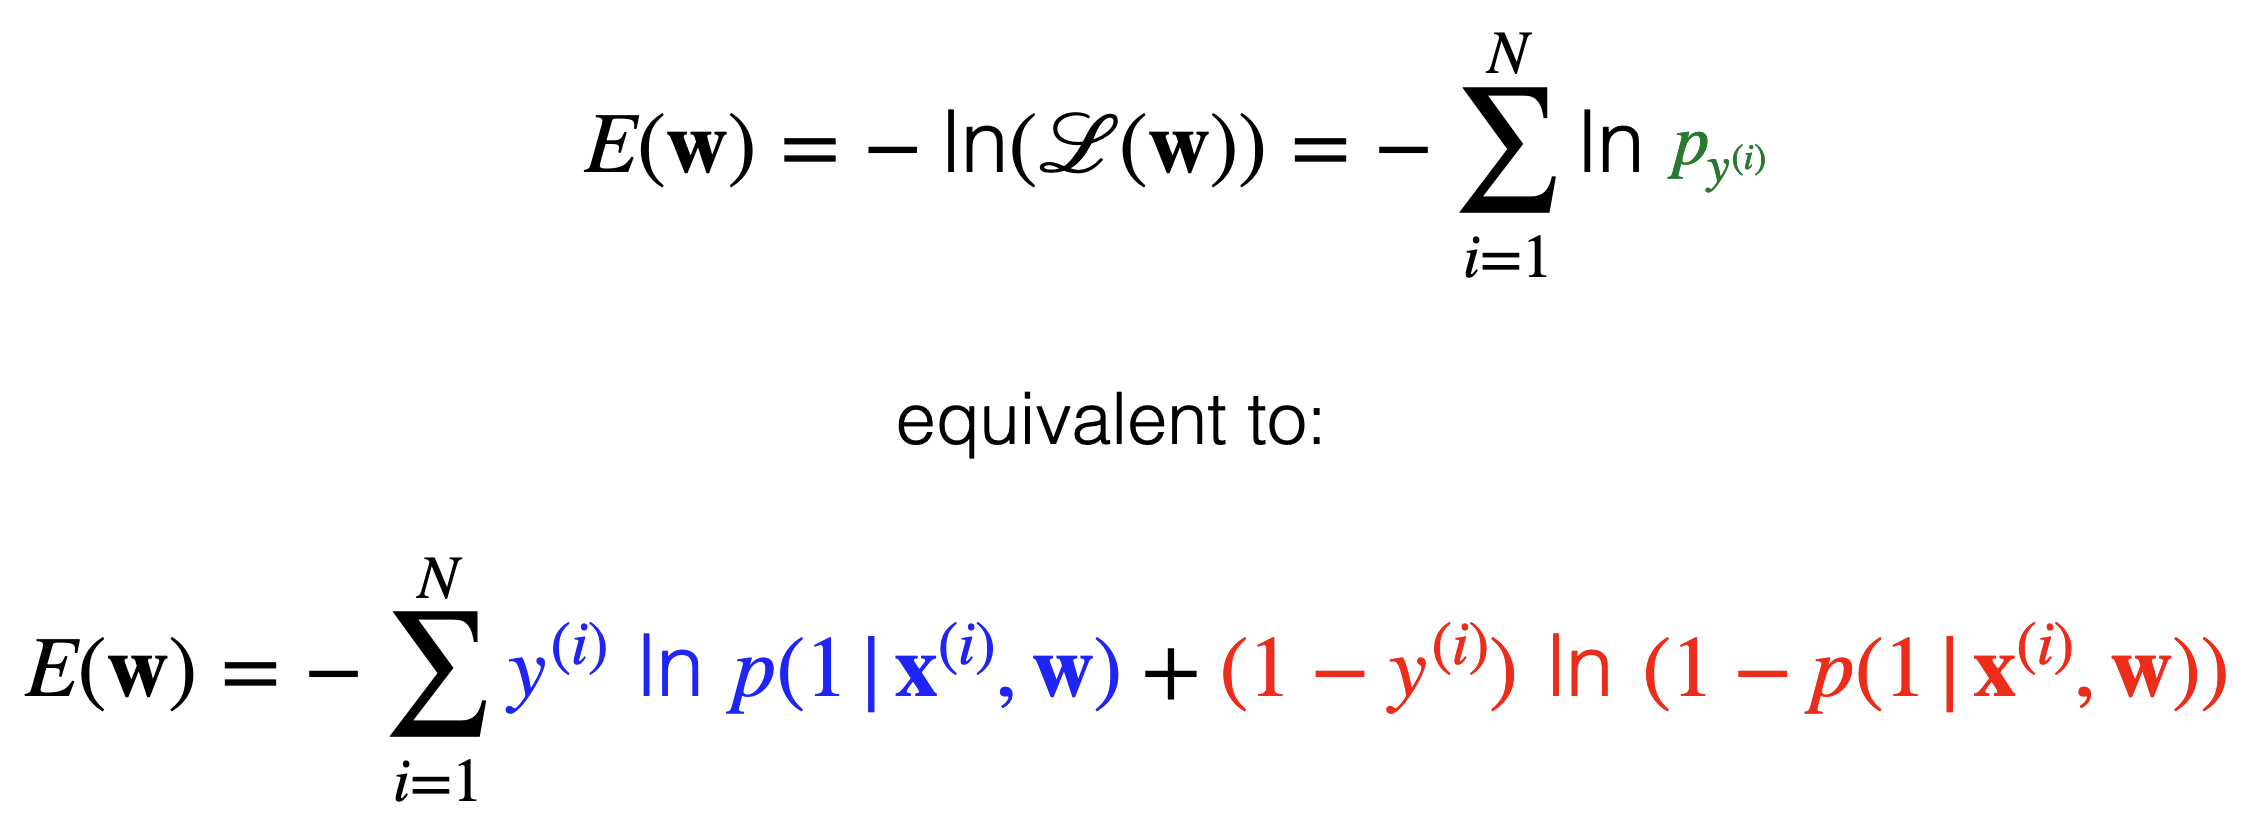 E(𝐰) = − ln(ℒ(𝐰)) = − ∑_{i=1}^{N} ln p_{y^{(i)}}
equivalent to:
E(𝐰) = − ∑_{i=1}^{N} y^{(i)} ln p(1 | 𝐱^{(i)}, 𝐰) + (1 − y^{(i)}) ln (1 − p(1 | 𝐱^{(i)}, 𝐰))